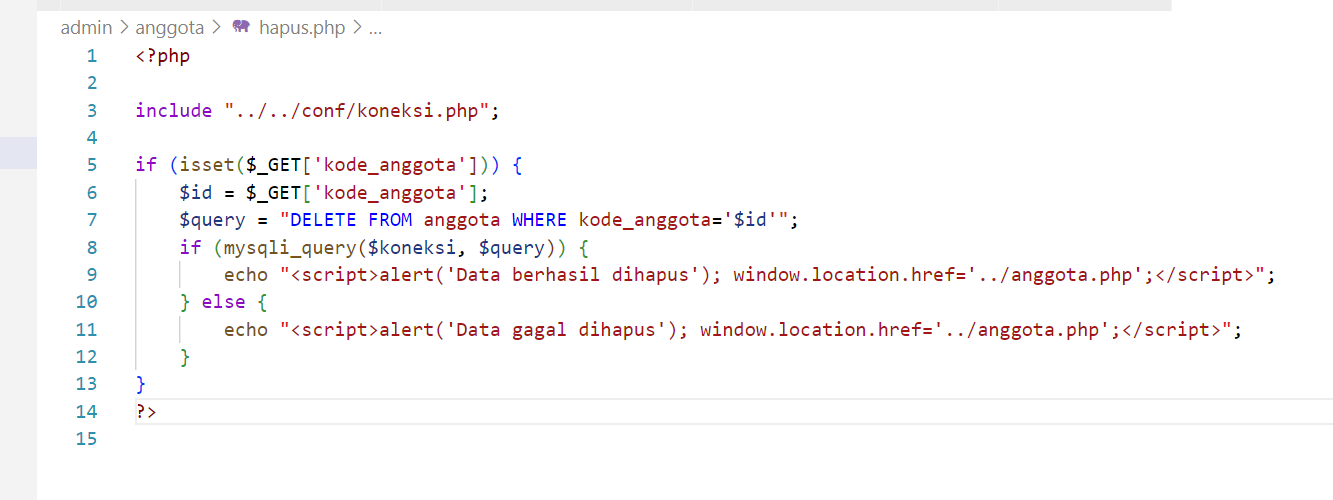 admin > anggota > hapus.php > ...
1 <?php
2
3 include "../../conf/koneksi.php";
4
5 if (isset($_GET['kode_anggota'])) {
6     $id = $_GET['kode_anggota'];
7     $query = "DELETE FROM anggota WHERE kode_anggota='$id'";
8     if (mysqli_query($koneksi, $query)) {
9         echo "<script>alert('Data berhasil dihapus'); window.location.href='../anggota.php';</script>";
10     } else {
11         echo "<script>alert('Data gagal dihapus'); window.location.href='../anggota.php';</script>";
12     }
13 }
14 ?>
15